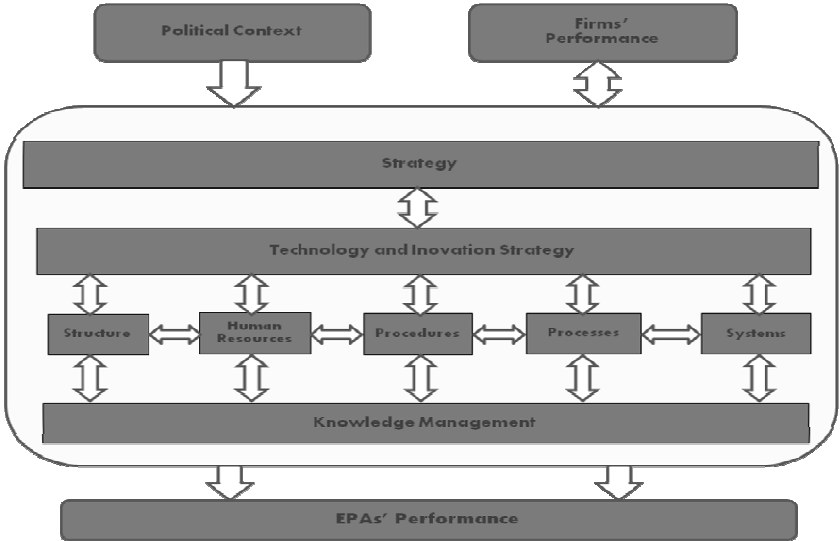 Political Context
Firms'
Performance
Strategy
Technology and Inovation Strategy
Structure
Human
Resources
Procedures
Processes
Systems
Knowledge Management
EPAs' Performance